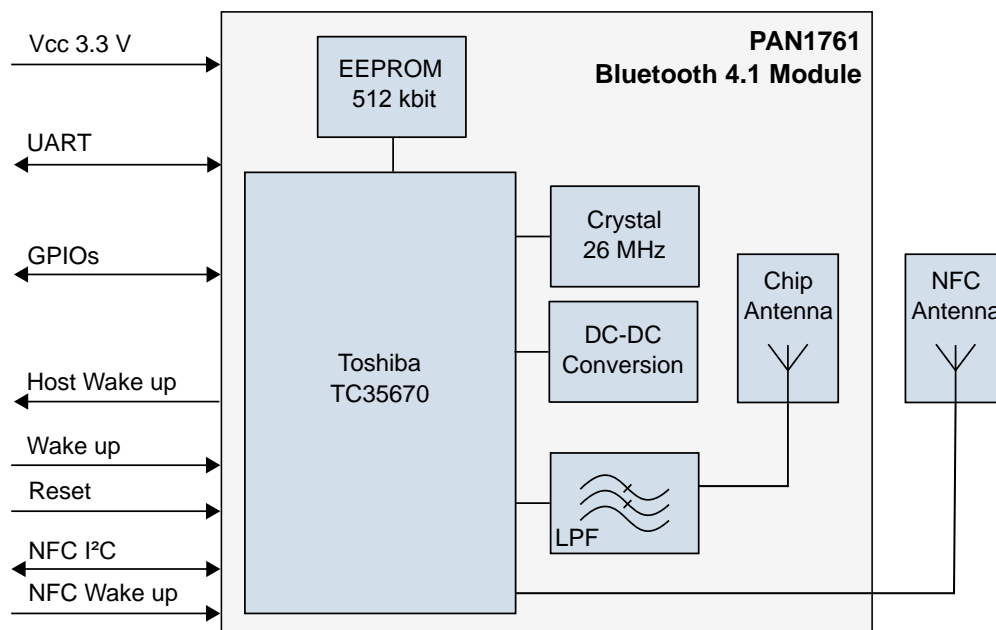 Vcc 3.3 V
UART
GPIOs
Host Wake up
Wake up
Reset
NFC I²C
NFC Wake up
PAN1761
Bluetooth 4.1 Module
EEPROM
512 kbit
Toshiba
TC35670
Crystal
26 MHz
DC-DC
Conversion
LPF
Chip
Antenna
NFC
Antenna